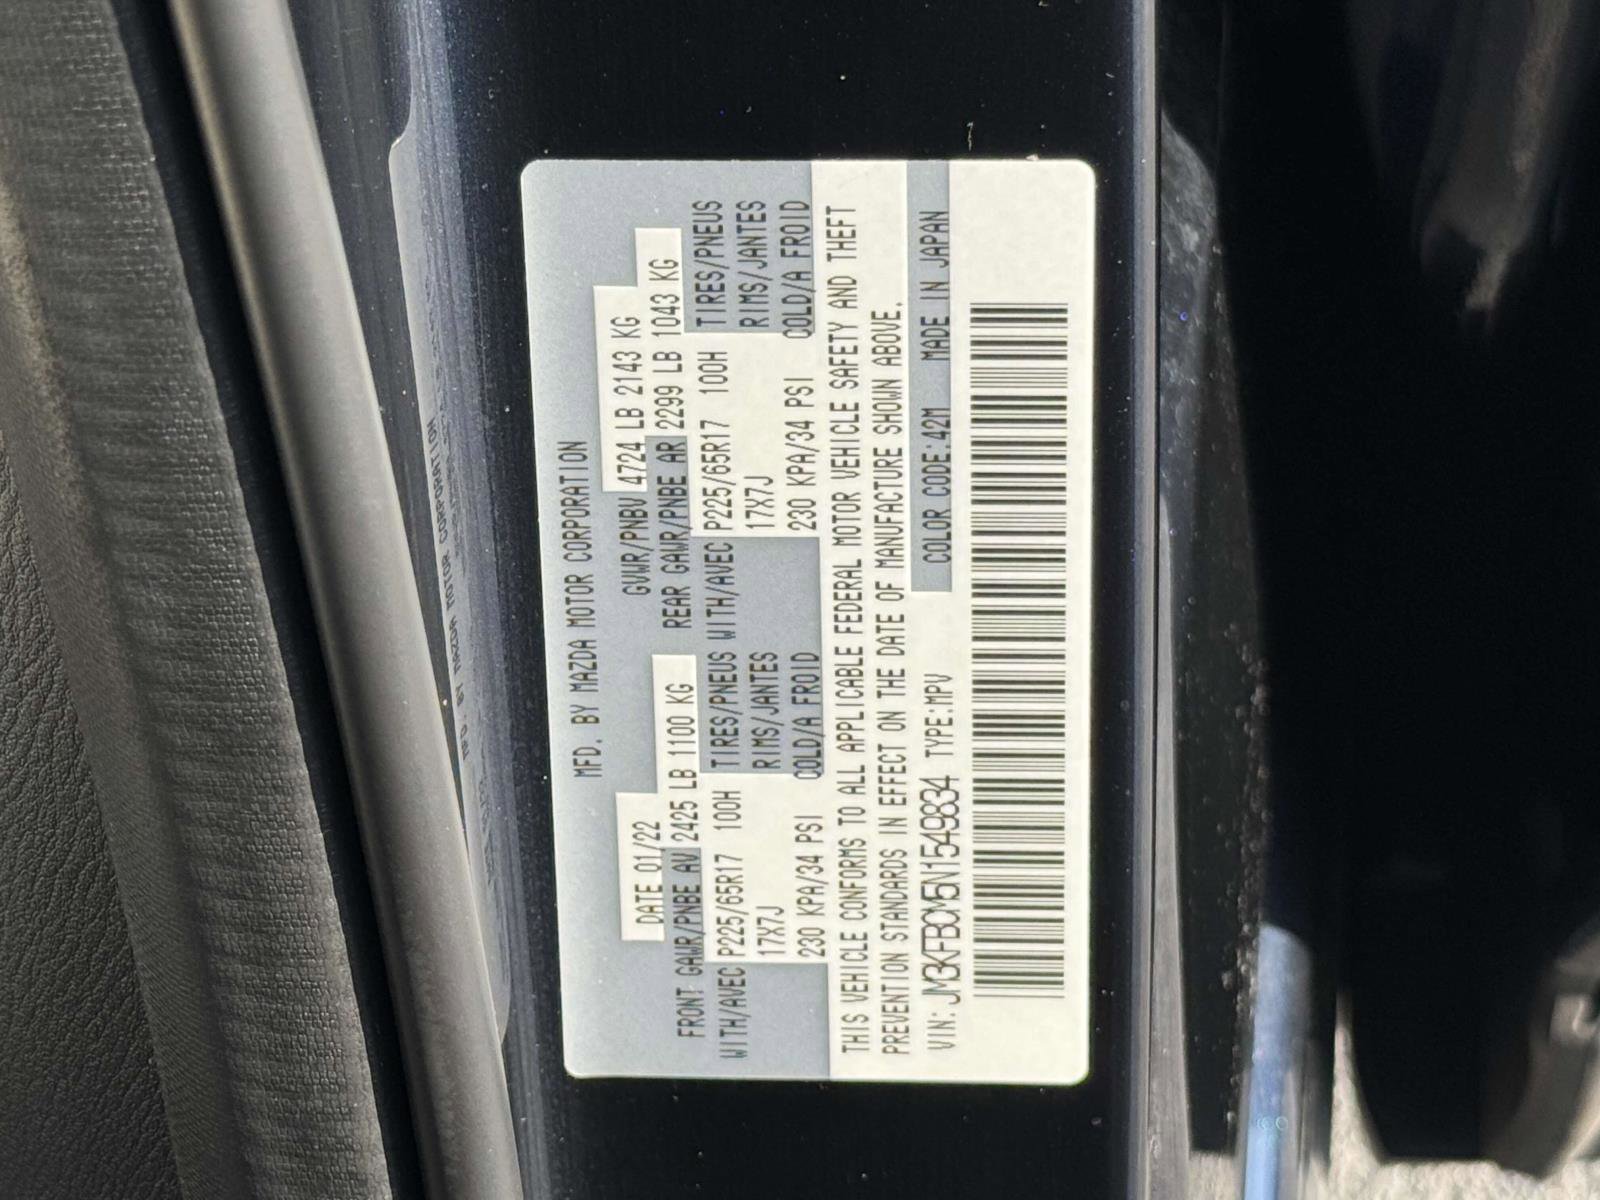 MFD. BY MAZDA MOTOR CORPORATION
DATE 01/22 GVWR/PNBV 4724 LB 2143 KG
FRONT GAWR/PNBE AV 2425 LB 1100 KG REAR GAWR/PNBE AR 2299 LB 1043 KG
WITH/AVEC P225/65R17 100H TIRES/PNEUS WITH/AVEC P225/65R17 100H TIRES/PNEUS
17X7J RIMS/JANTES 17X7J RIMS/JANTES
230 KPA/34 PSI COLD/A FROID 230 KPA/34 PSI COLD/A FROID
THIS VEHICLE CONFORMS TO ALL APPLICABLE FEDERAL MOTOR VEHICLE SAFETY AND THEFT
PREVENTION STANDARDS IN EFFECT ON THE DATE OF MANUFACTURE SHOWN ABOVE.
VIN: JM3KFBCM5N1549834 TYPE:MPV COLOR CODE:42M MADE IN JAPAN